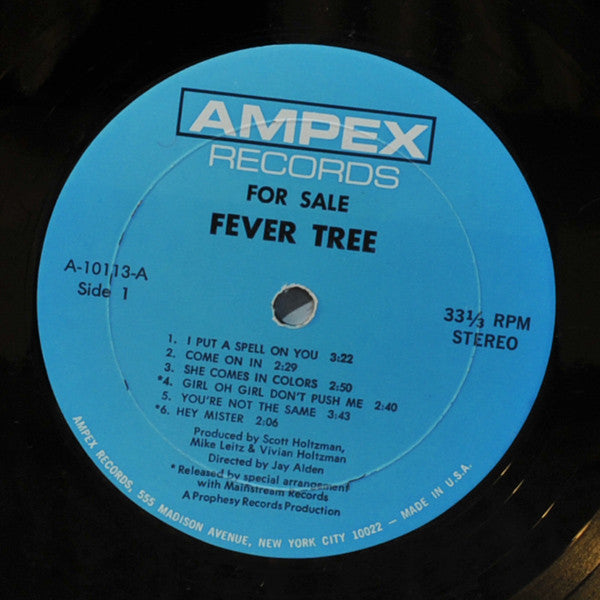 AMPEX
RECORDS
FOR SALE
FEVER TREE
A-10113-A
Side 1
33⅓ RPM
STEREO
1. I PUT A SPELL ON YOU 3:22
2. COME ON IN 2:29
3. SHE COMES IN COLORS 2:50
*4. GIRL OH GIRL DON'T PUSH ME 2:40
5. YOU'RE NOT THE SAME 3:43
*6. HEY MISTER 2:06
Produced by Scott Holtzman,
Mike Leitz & Vivian Holtzman
Directed by Jay Alden
*Released by special arrangement
with Mainstream Records
A Prophesy Records Production
AMPEX RECORDS, 555 MADISON AVENUE, NEW YORK CITY 10022 – MADE IN U.S.A.